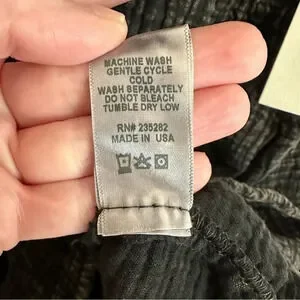 MACHINE WASH
GENTLE CYCLE
COLD
WASH SEPARATELY
DO NOT BLEACH
TUMBLE DRY LOW
RN# 235282
MADE IN USA